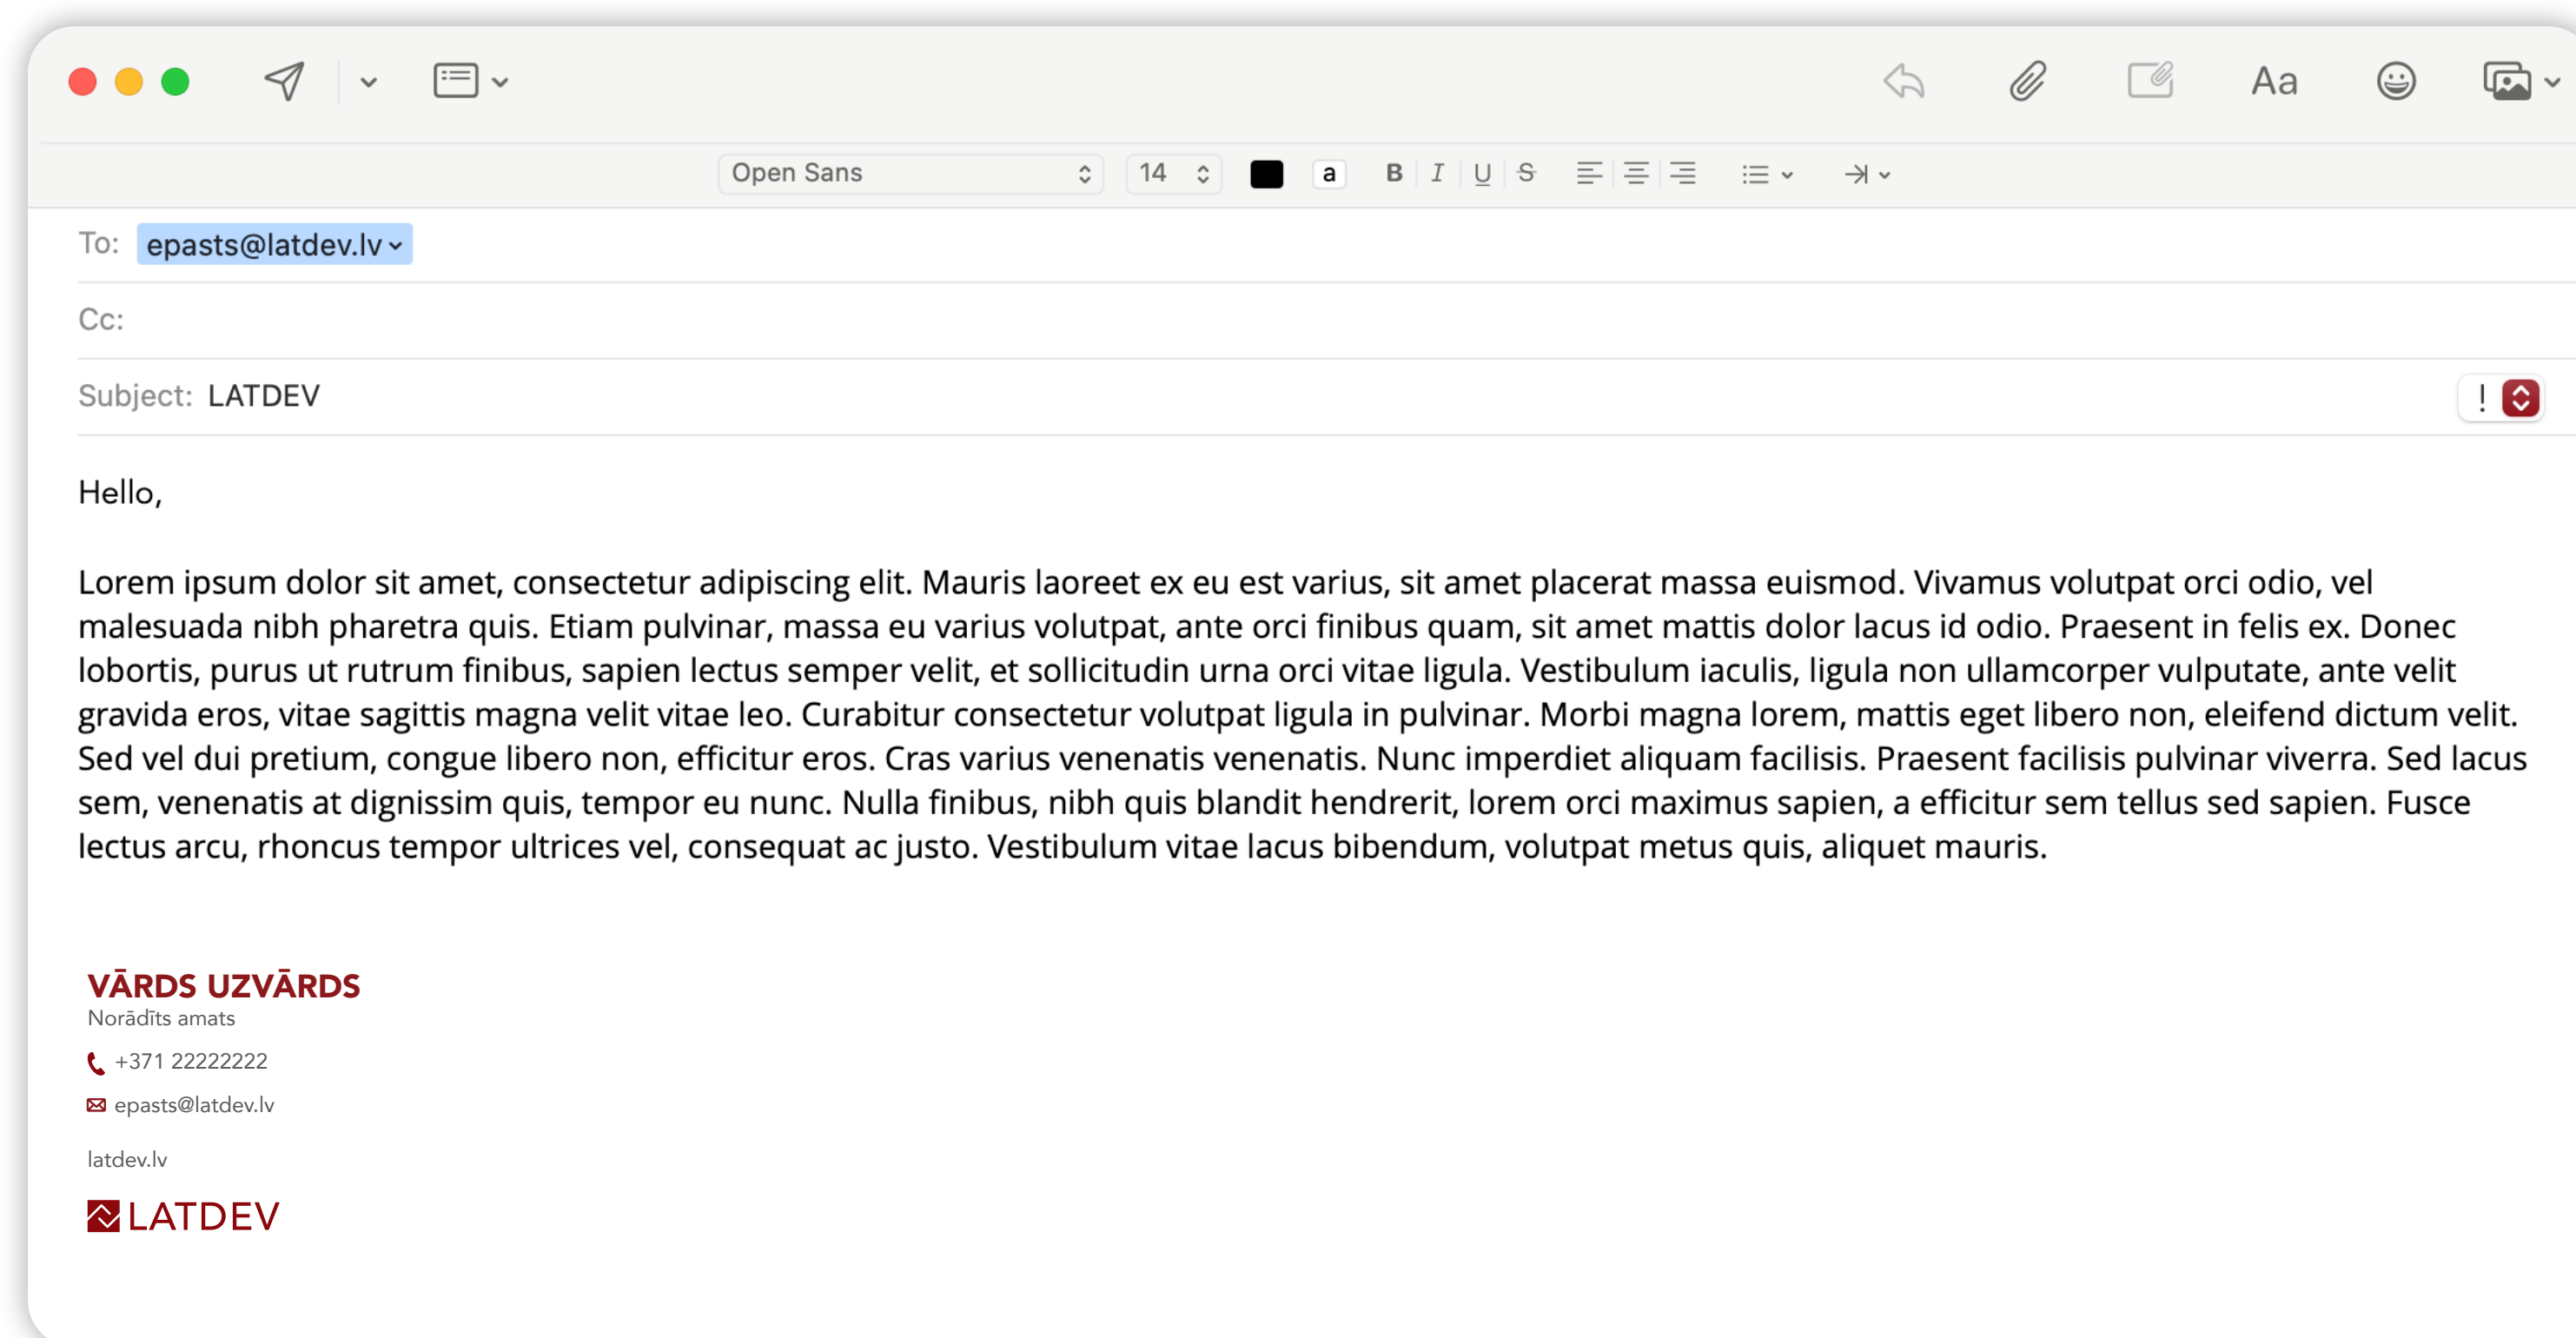 Open Sans 14 a B I U S
Aa
To: epasts@latdev.lv
Cc:
Subject: LATDEV !
Hello,
Lorem ipsum dolor sit amet, consectetur adipiscing elit. Mauris laoreet ex eu est varius, sit amet placerat massa euismod. Vivamus volutpat orci odio, vel
malesuada nibh pharetra quis. Etiam pulvinar, massa eu varius volutpat, ante orci finibus quam, sit amet mattis dolor lacus id odio. Praesent in felis ex. Donec
lobortis, purus ut rutrum finibus, sapien lectus semper velit, et sollicitudin urna orci vitae ligula. Vestibulum iaculis, ligula non ullamcorper vulputate, ante velit
gravida eros, vitae sagittis magna velit vitae leo. Curabitur consectetur volutpat ligula in pulvinar. Morbi magna lorem, mattis eget libero non, eleifend dictum velit.
Sed vel dui pretium, congue libero non, efficitur eros. Cras varius venenatis venenatis. Nunc imperdiet aliquam facilisis. Praesent facilisis pulvinar viverra. Sed lacus
sem, venenatis at dignissim quis, tempor eu nunc. Nulla finibus, nibh quis blandit hendrerit, lorem orci maximus sapien, a efficitur sem tellus sed sapien. Fusce
lectus arcu, rhoncus tempor ultrices vel, consequat ac justo. Vestibulum vitae lacus bibendum, volutpat metus quis, aliquet mauris.
VĀRDS UZVĀRDS
Norādīts amats
+371 22222222
epasts@latdev.lv
latdev.lv
LATDEV